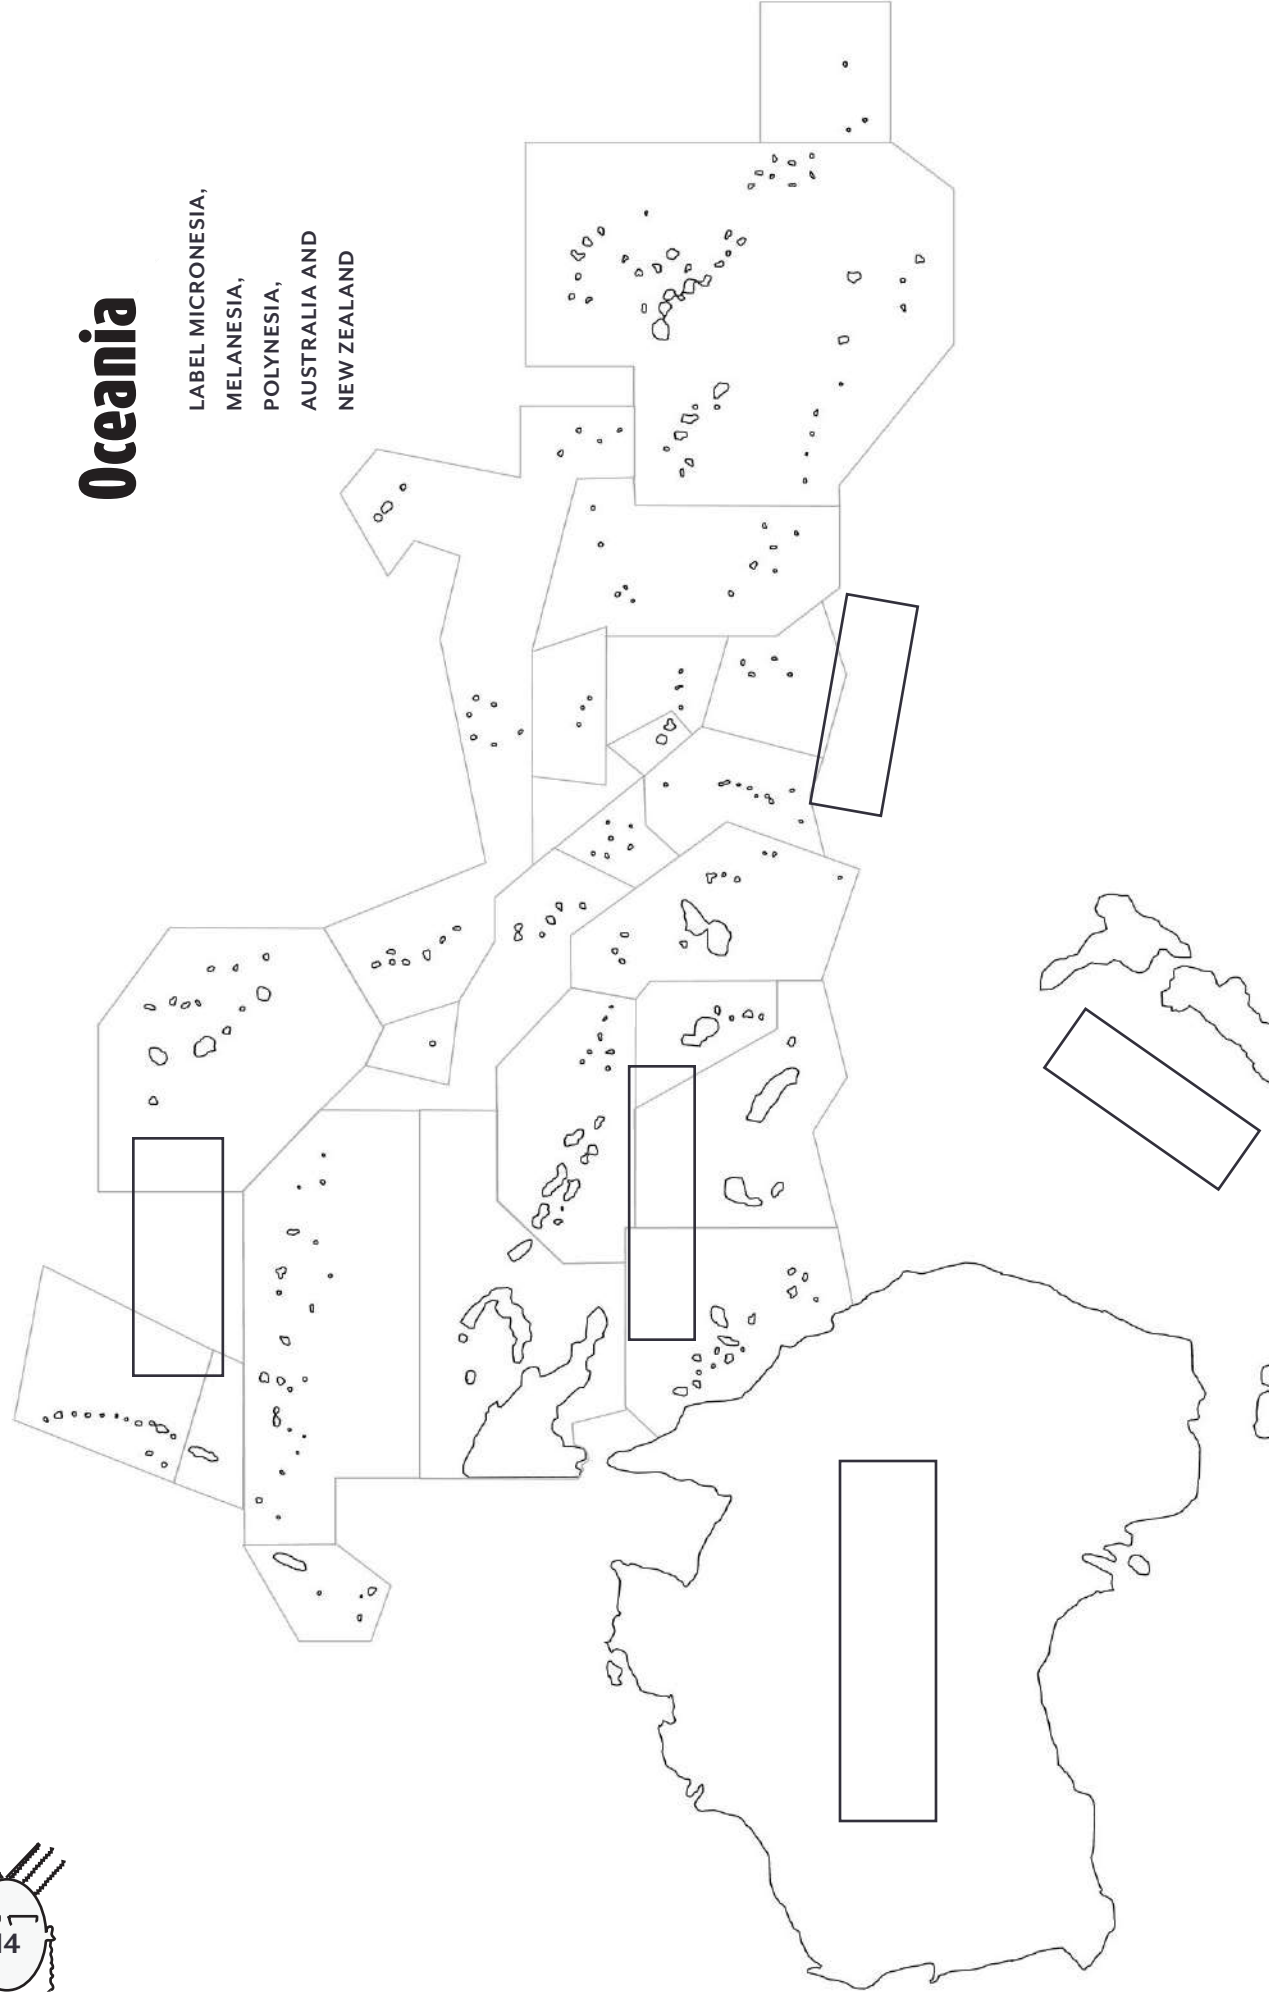 Oceania
LABEL MICRONESIA,
MELANESIA,
POLYNESIA,
AUSTRALIA AND
NEW ZEALAND
14